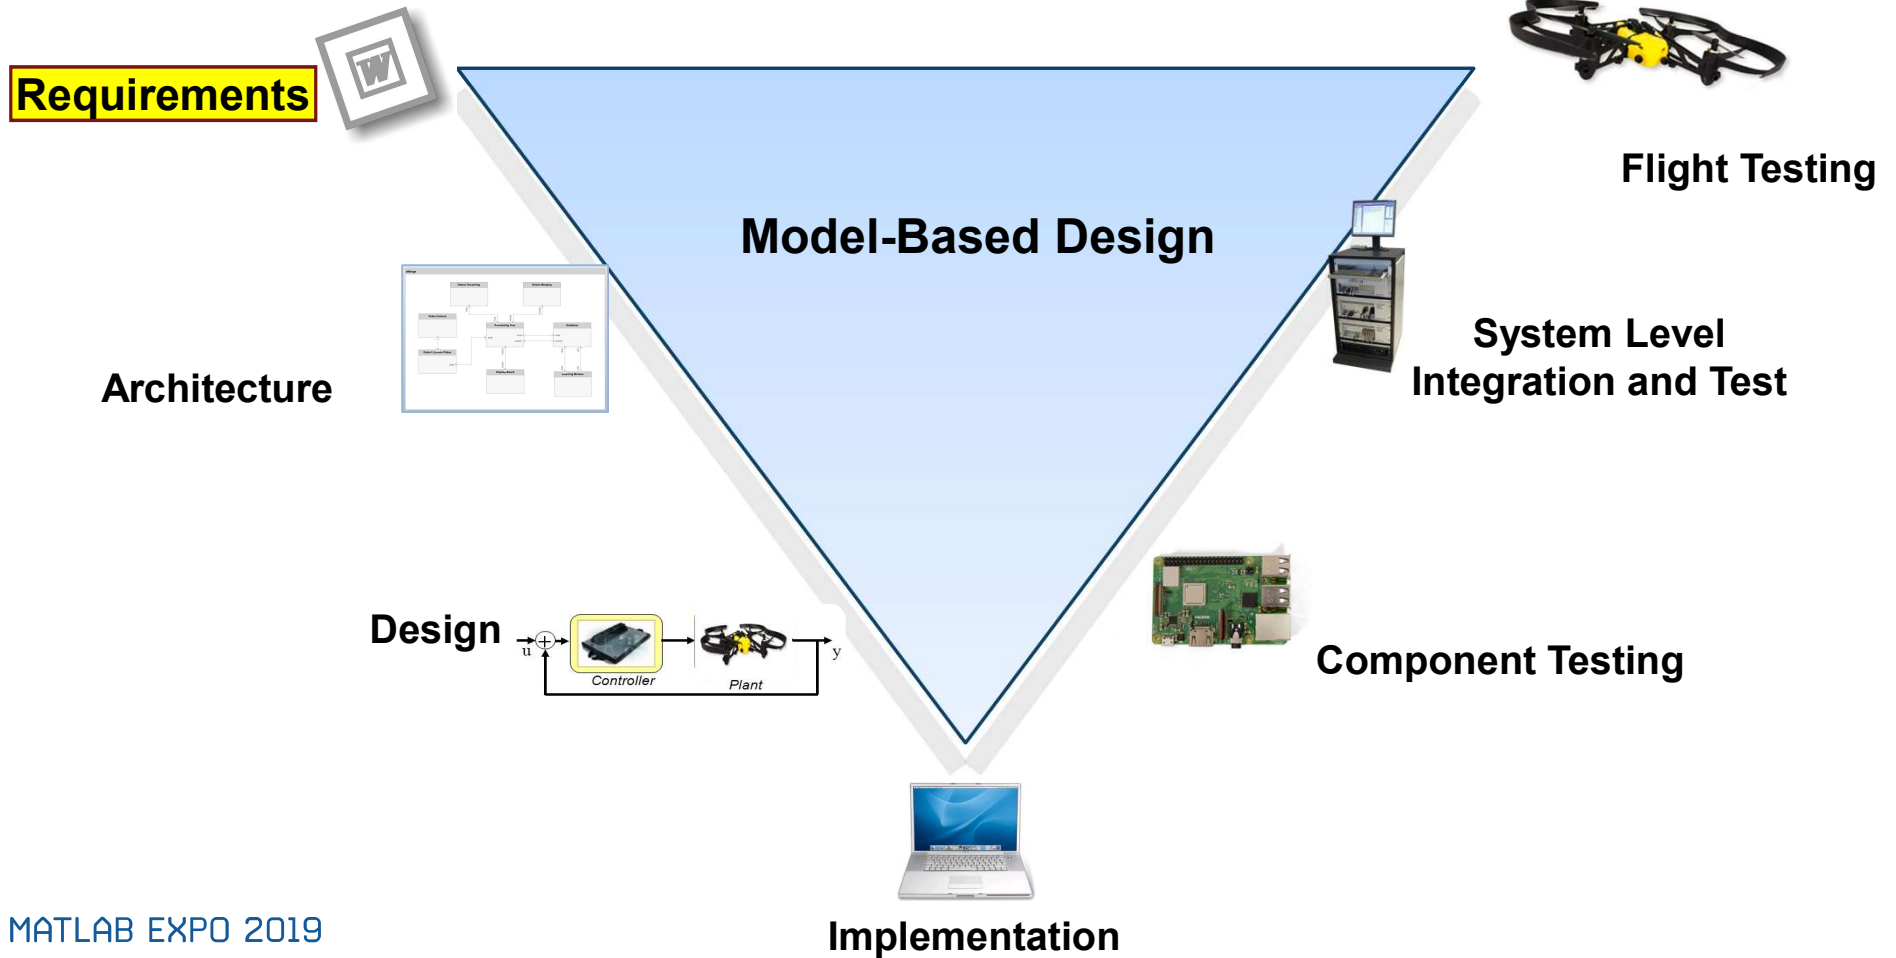 Requirements
W
Flight Testing
Model-Based Design
System Level
Integration and Test
Architecture
Design
u
Controller
Plant
y
Component Testing
Implementation
MATLAB EXPO 2019